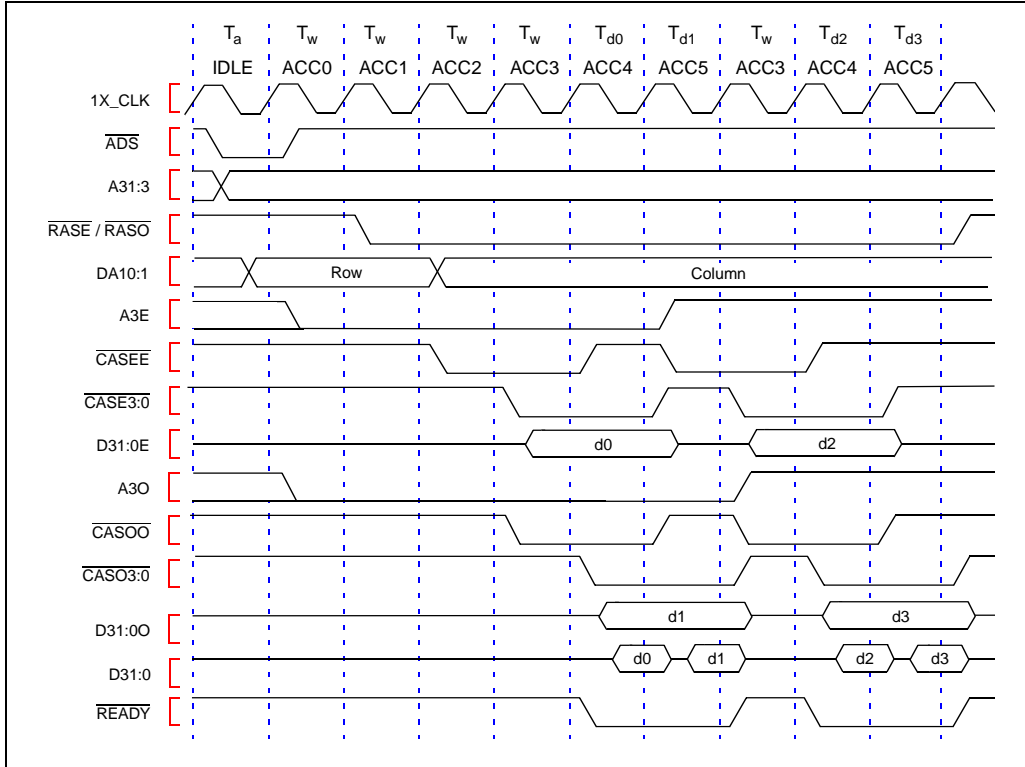 Ta Tw Tw Tw Tw Td0 Td1 Tw Td2 Td3
IDLE ACC0 ACC1 ACC2 ACC3 ACC4 ACC5 ACC3 ACC4 ACC5
1X_CLK
ADS
A31:3
RASE / RASO
DA10:1 Row Column
A3E
CASEE
CASE3:0
D31:0E d0 d2
A3O
CASOO
CASO3:0
D31:0O d1 d3
D31:0 d0 d1 d2 d3
READY